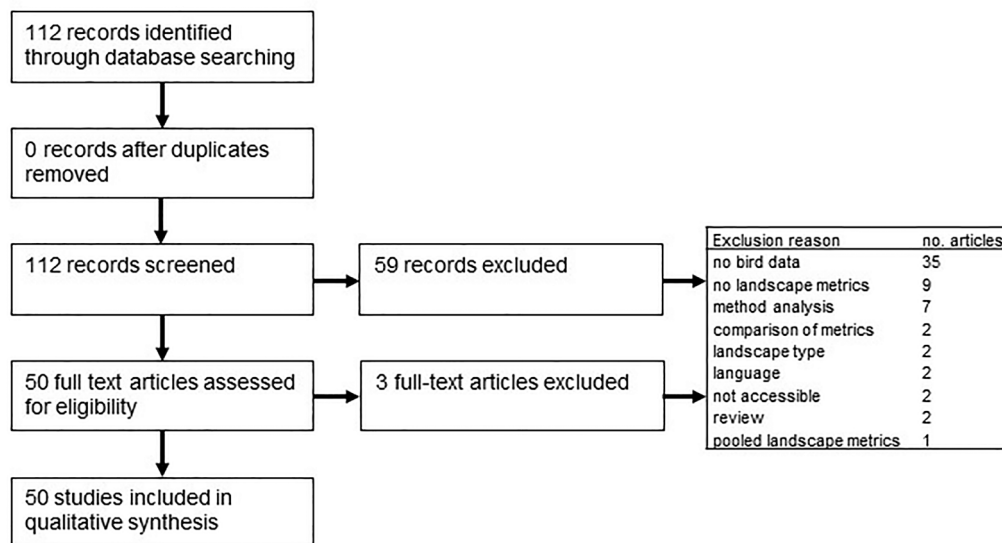 112 records identified
through database searching
0 records after duplicates
removed
112 records screened
59 records excluded
50 full text articles assessed
for eligibility
3 full-text articles excluded
50 studies included in
qualitative synthesis
Exclusion reason no. articles
no bird data 35
no landscape metrics 9
method analysis 7
comparison of metrics 2
landscape type 2
language 2
not accessible 2
review 2
pooled landscape metrics 1